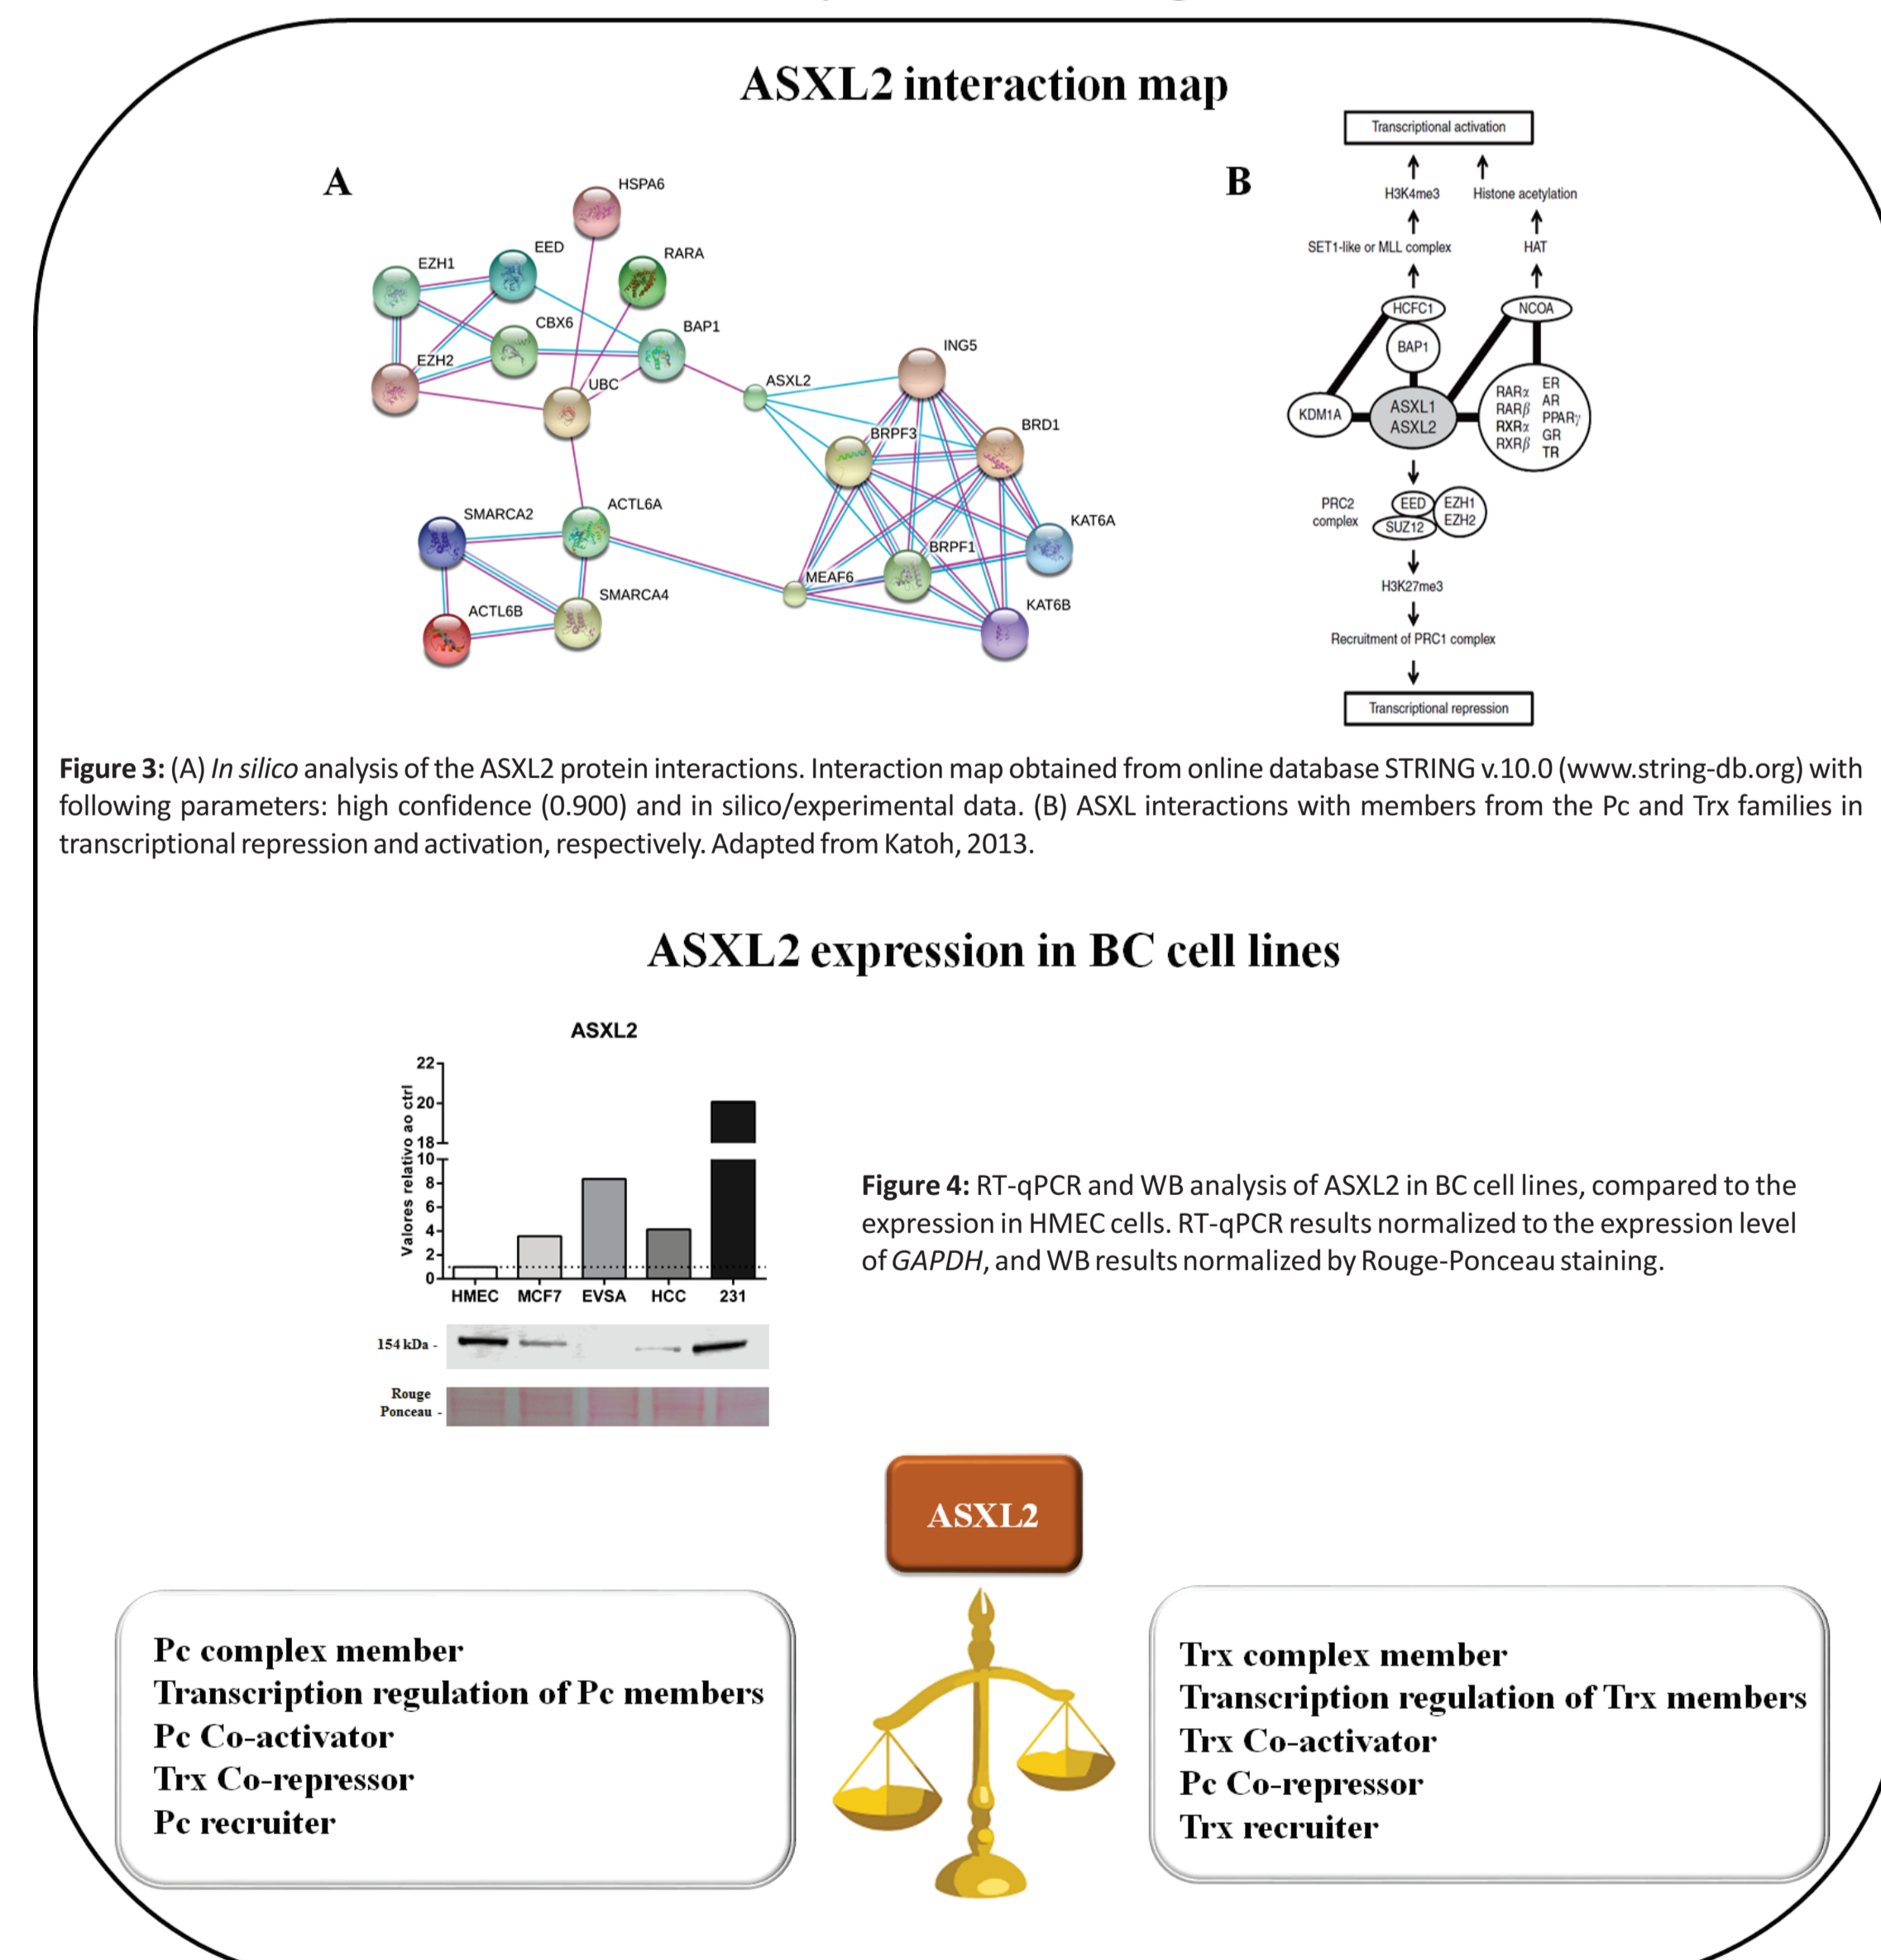 ASXL2 interaction map
A
HSPA6
EED
RARA
EZH1
CBX6
BAP1
EZH2
UBC
ASXL2
ING5
BRPF3
BRD1
SMARCA2
ACTL6A
KAT6A
BRPF1
MEAF6
SMARCA4
ACTL6B
KAT6B
B
Transcriptional activation
H3K4me3
Histone acetylation
SET1-like or MLL complex
HAT
HCFC1
NCOA
BAP1
KDM1A
ASXL1
ASXL2
RARα
RARβ
RXRα
RXRβ
ER
AR
PPARγ
GR
TR
PRC2
complex
EED
SUZ12
EZH1
EZH2
H3K27me3
Recruitment of PRC1 complex
Transcriptional repression
Figure 3: (A) In silico analysis of the ASXL2 protein interactions. Interaction map obtained from online database STRING v.10.0 (www.string-db.org) with
following parameters: high confidence (0.900) and in silico/experimental data. (B) ASXL interactions with members from the Pc and Trx families in
transcriptional repression and activation, respectively. Adapted from Katoh, 2013.
ASXL2 expression in BC cell lines
ASXL2
Valores relativo ao ctrl
22
20
18
10
8
6
4
2
0
HMEC MCF7 EVSA HCC 231
154 kDa -
Rouge
Ponceau -
Figure 4: RT-qPCR and WB analysis of ASXL2 in BC cell lines, compared to the
expression in HMEC cells. RT-qPCR results normalized to the expression level
of GAPDH, and WB results normalized by Rouge-Ponceau staining.
ASXL2
Pc complex member
Transcription regulation of Pc members
Pc Co-activator
Trx Co-repressor
Pc recruiter
Trx complex member
Transcription regulation of Trx members
Trx Co-activator
Pc Co-repressor
Trx recruiter